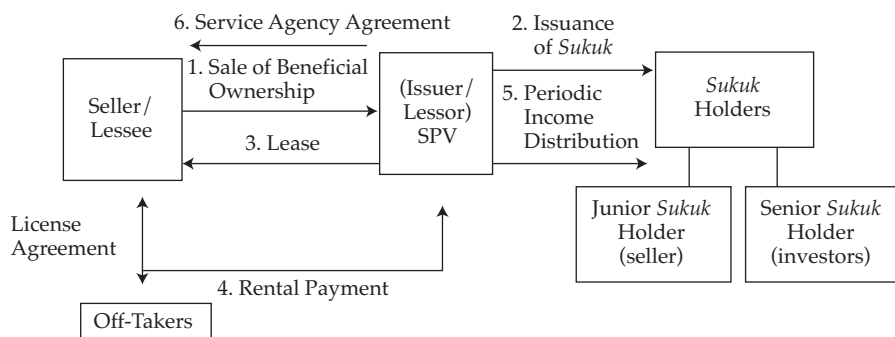 6. Service Agency Agreement
2. Issuance
of Sukuk
1. Sale of Beneficial
Ownership
Seller/
Lessee
(Issuer/
Lessor)
SPV
5. Periodic
Income
Distribution
Sukuk
Holders
3. Lease
Junior Sukuk
Holder
(seller)
Senior Sukuk
Holder
(investors)
License
Agreement
4. Rental Payment
Off-Takers